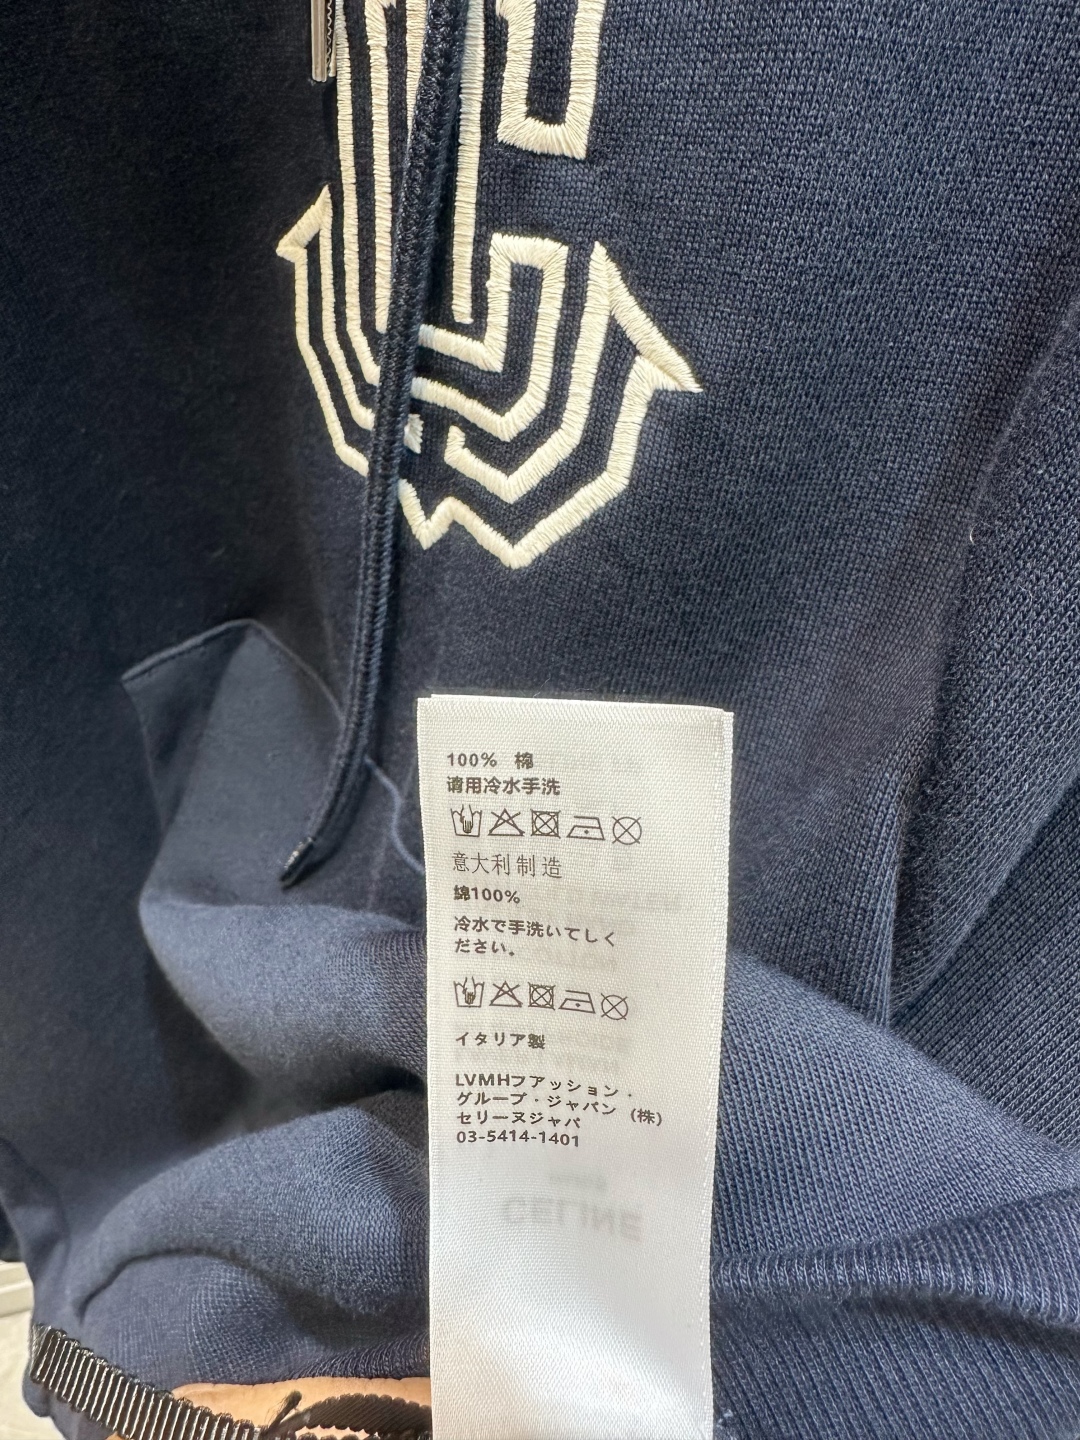 100% 棉
请用冷水手洗
意大利制造
綿100%
冷水で手洗いてしく
ださい。
イタリア製
LVMHファッション・
グループ・ジャパン（株）
セリーヌジャパ
03-5414-1401
CELINE